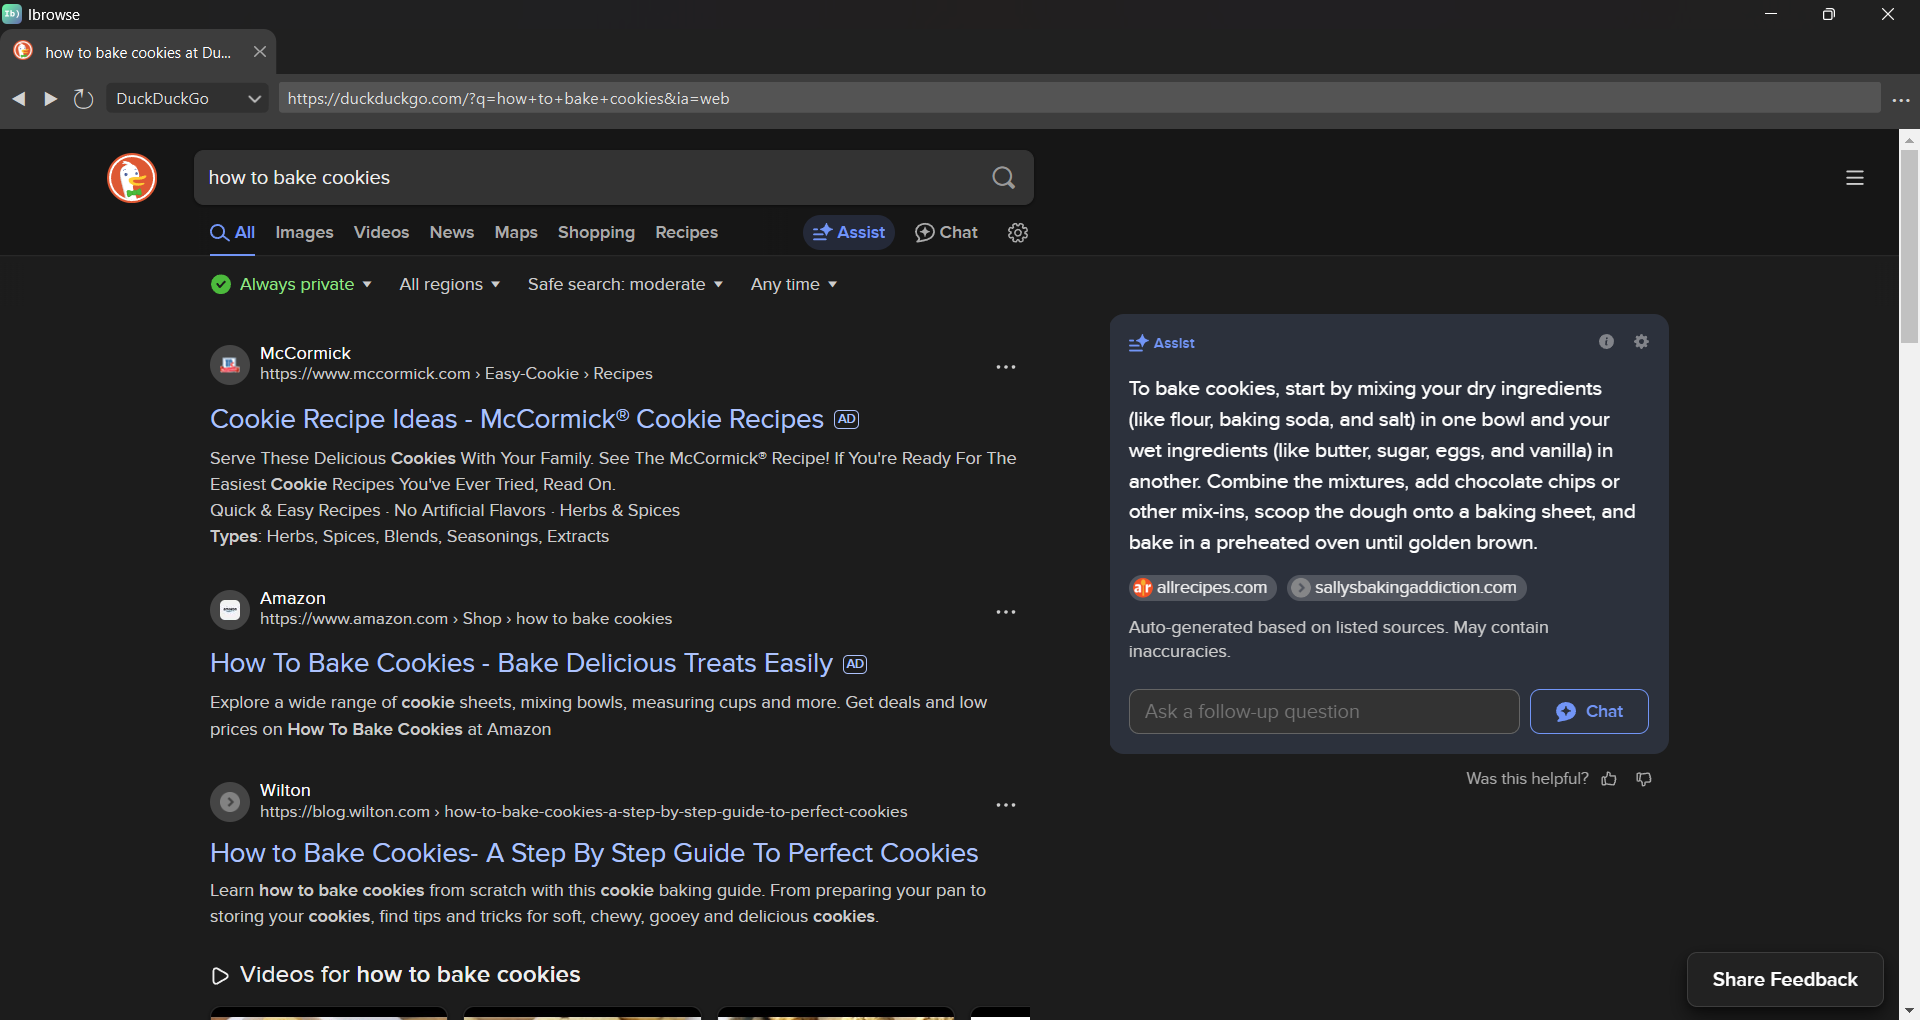 Ib) Ibrowse
how to bake cookies at Du...
DuckDuckGo
https://duckduckgo.com/?q=how+to+bake+cookies&ia=web
how to bake cookies
All Images Videos News Maps Shopping Recipes Assist Chat
Always private All regions Safe search: moderate Any time
McCormick
https://www.mccormick.com › Easy-Cookie › Recipes
Cookie Recipe Ideas - McCormick® Cookie Recipes AD
Serve These Delicious Cookies With Your Family. See The McCormick® Recipe! If You're Ready For The
Easiest Cookie Recipes You've Ever Tried, Read On.
Quick & Easy Recipes · No Artificial Flavors · Herbs & Spices
Types: Herbs, Spices, Blends, Seasonings, Extracts
Amazon
https://www.amazon.com › Shop › how to bake cookies
How To Bake Cookies - Bake Delicious Treats Easily AD
Explore a wide range of cookie sheets, mixing bowls, measuring cups and more. Get deals and low
prices on How To Bake Cookies at Amazon
Wilton
https://blog.wilton.com › how-to-bake-cookies-a-step-by-step-guide-to-perfect-cookies
How to Bake Cookies- A Step By Step Guide To Perfect Cookies
Learn how to bake cookies from scratch with this cookie baking guide. From preparing your pan to
storing your cookies, find tips and tricks for soft, chewy, gooey and delicious cookies.
Videos for how to bake cookies
Assist
To bake cookies, start by mixing your dry ingredients
(like flour, baking soda, and salt) in one bowl and your
wet ingredients (like butter, sugar, eggs, and vanilla) in
another. Combine the mixtures, add chocolate chips or
other mix-ins, scoop the dough onto a baking sheet, and
bake in a preheated oven until golden brown.
ar allrecipes.com sallysbakingaddiction.com
Auto-generated based on listed sources. May contain
inaccuracies.
Ask a follow-up question Chat
Was this helpful?
Share Feedback